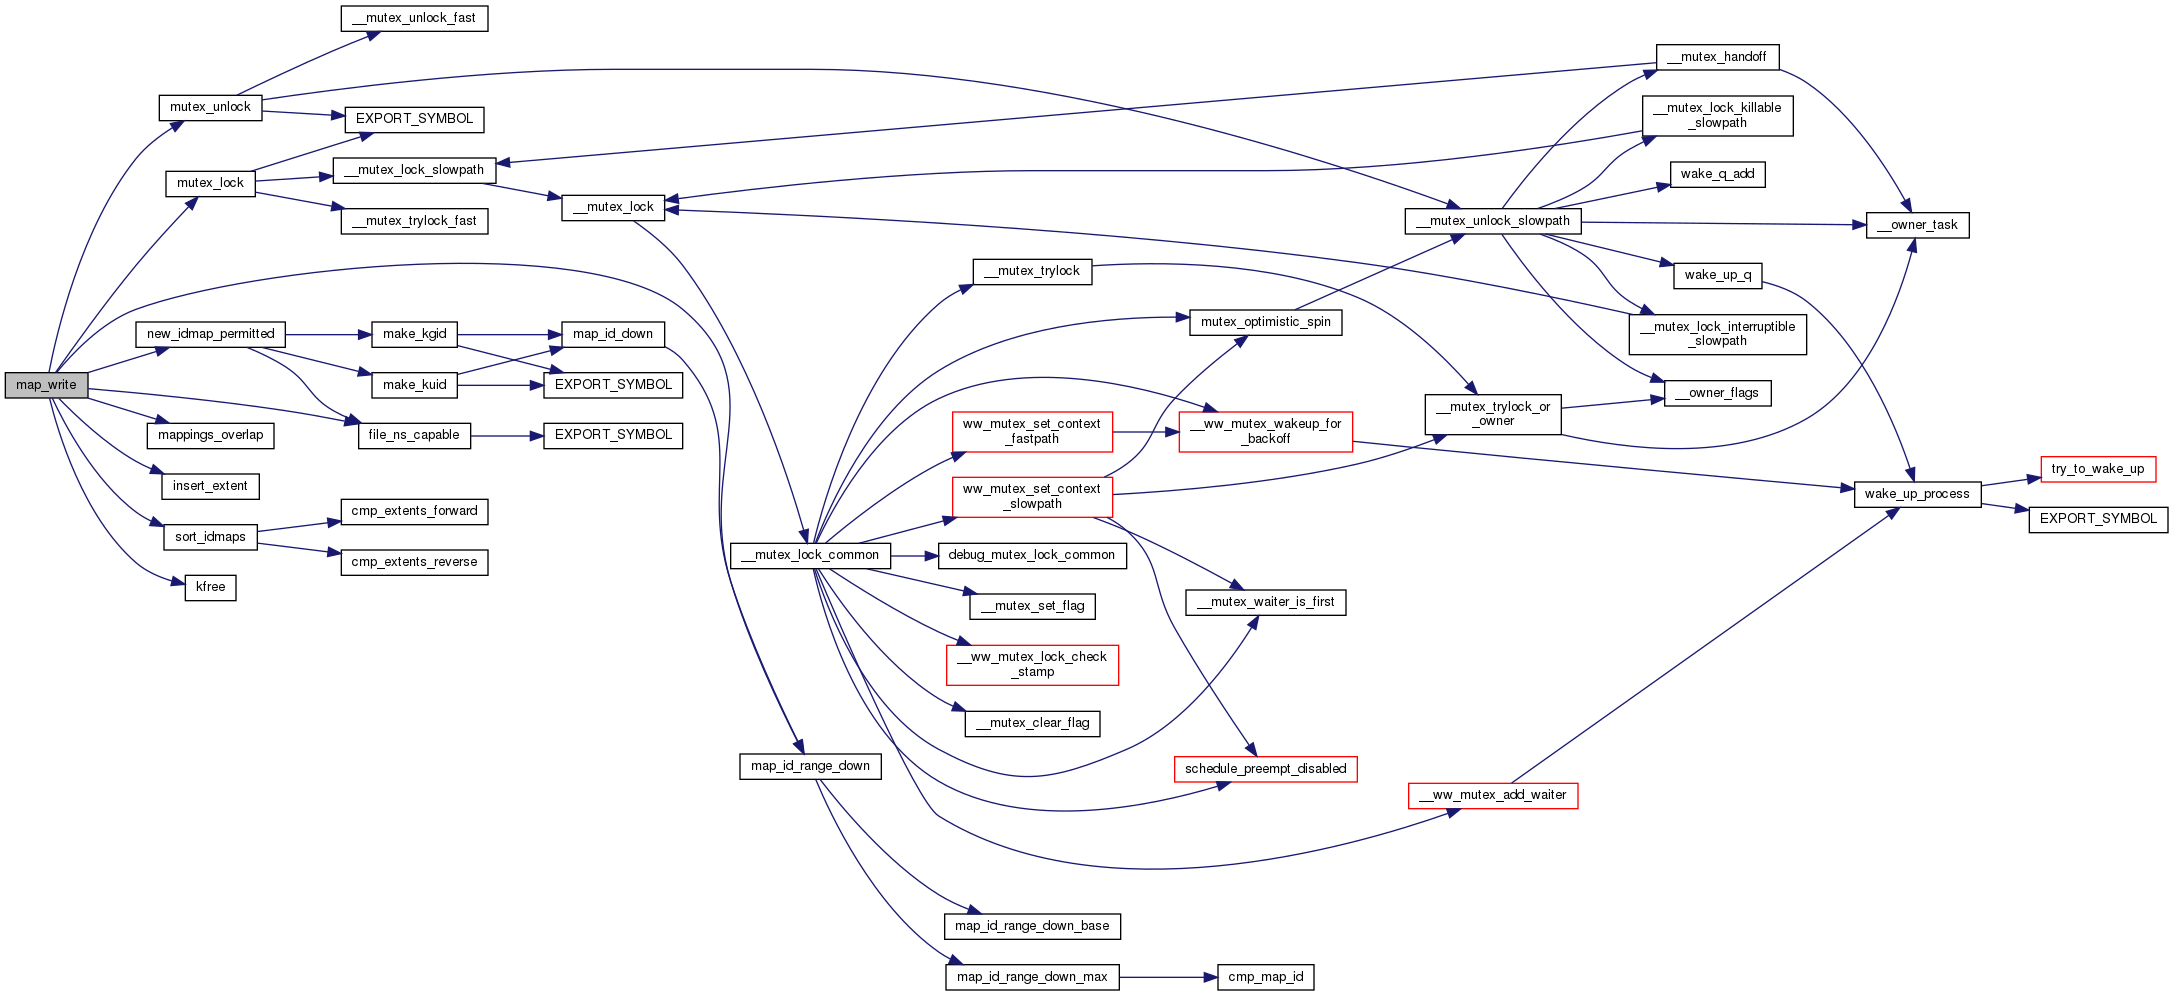 map_write
mutex_unlock
mutex_lock
new_idmap_permitted
mappings_overlap
insert_extent
sort_idmaps
kfree
__mutex_unlock_fast
EXPORT_SYMBOL
__mutex_lock_slowpath
__mutex_trylock_fast
make_kgid
make_kuid
file_ns_capable
cmp_extents_forward
cmp_extents_reverse
__mutex_lock
map_id_down
EXPORT_SYMBOL
EXPORT_SYMBOL
__mutex_lock_common
map_id_range_down
__mutex_trylock
ww_mutex_set_context
_fastpath
ww_mutex_set_context
_slowpath
debug_mutex_lock_common
__mutex_set_flag
__ww_mutex_lock_check
_stamp
__mutex_clear_flag
map_id_range_down_base
map_id_range_down_max
mutex_optimistic_spin
__ww_mutex_wakeup_for
_backoff
__mutex_waiter_is_first
schedule_preempt_disabled
cmp_map_id
__mutex_unlock_slowpath
__mutex_trylock_or
_owner
__ww_mutex_add_waiter
__mutex_handoff
__mutex_lock_killable
_slowpath
wake_q_add
wake_up_q
__mutex_lock_interruptible
_slowpath
__owner_flags
__owner_task
wake_up_process
try_to_wake_up
EXPORT_SYMBOL